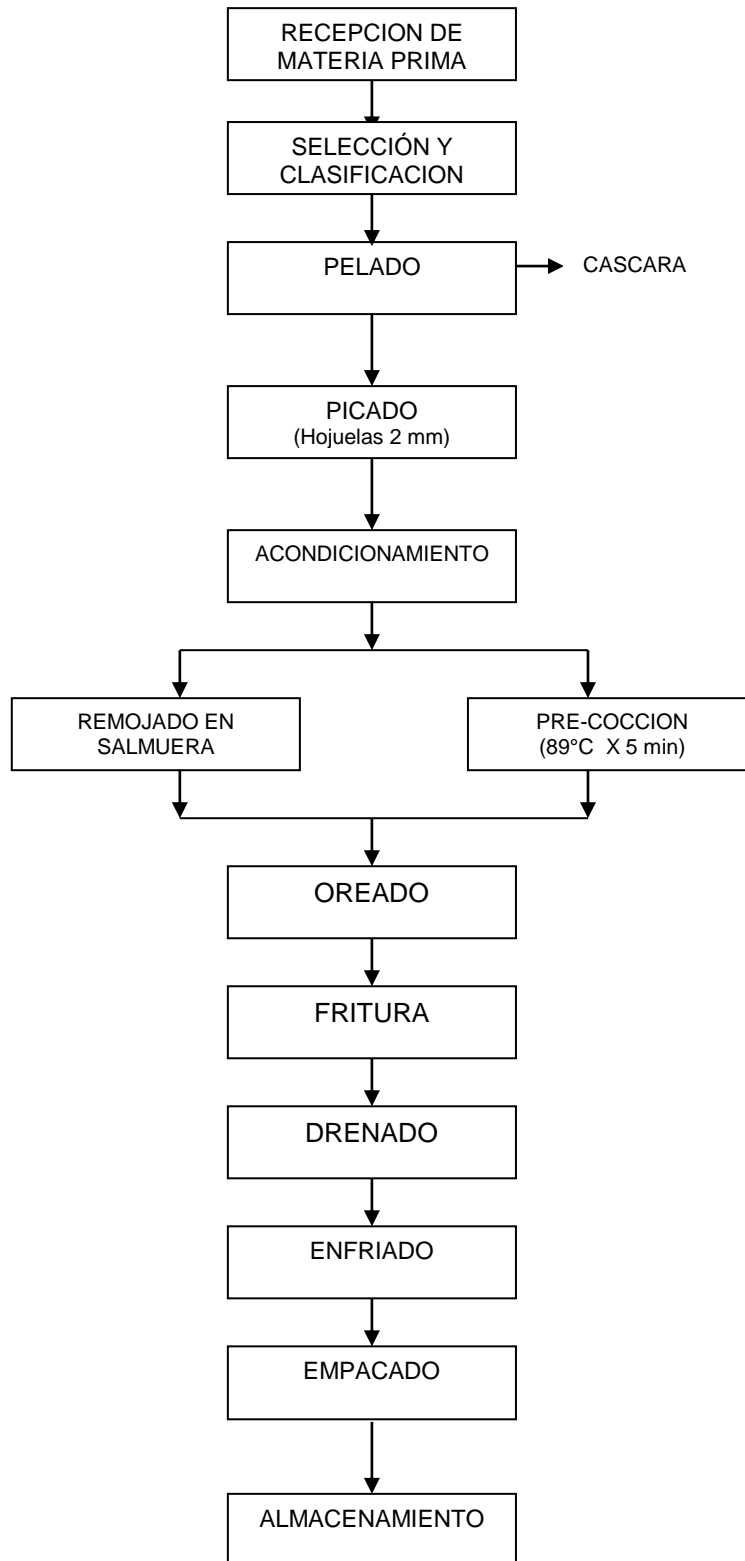 RECEPCION DE
MATERIA PRIMA
SELECCIÓN Y
CLASIFICACION
PELADO
CASCARA
PICADO
(Hojuelas 2 mm)
ACONDICIONAMIENTO
REMOJADO EN
SALMUERA
PRE-COCCION
(89°C X 5 min)
OREADO
FRITURA
DRENADO
ENFRIADO
EMPACADO
ALMACENAMIENTO